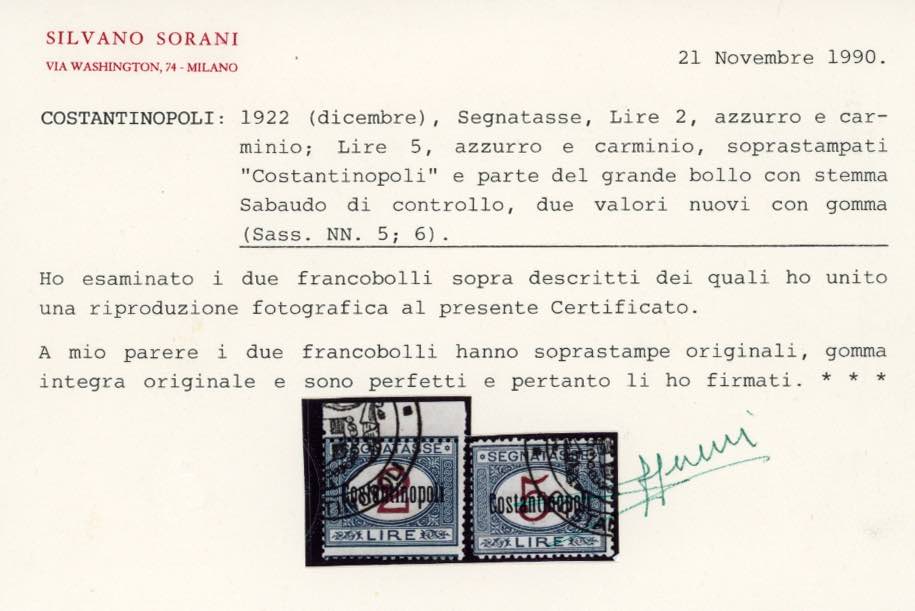 SILVANO SORANI
VIA WASHINGTON, 74 - MILANO
21 Novembre 1990.
COSTANTINOPOLI: 1922 (dicembre), Segnatasse, Lire 2, azzurro e car-
minio; Lire 5, azzurro e carminio, soprastampati
"Costantinopoli" e parte del grande bollo con stemma
Sabaudo di controllo, due valori nuovi con gomma
(Sass. NN. 5; 6).
Ho esaminato i due francobolli sopra descritti dei quali ho unito
una riproduzione fotografica al presente Certificato.
A mio parere i due francobolli hanno soprastampe originali, gomma
integra originale e sono perfetti e pertanto li ho firmati. * * *
SEGNATASSE SEGNATASSE
Costantinopoli Costantinopoli
LIRE LIRE